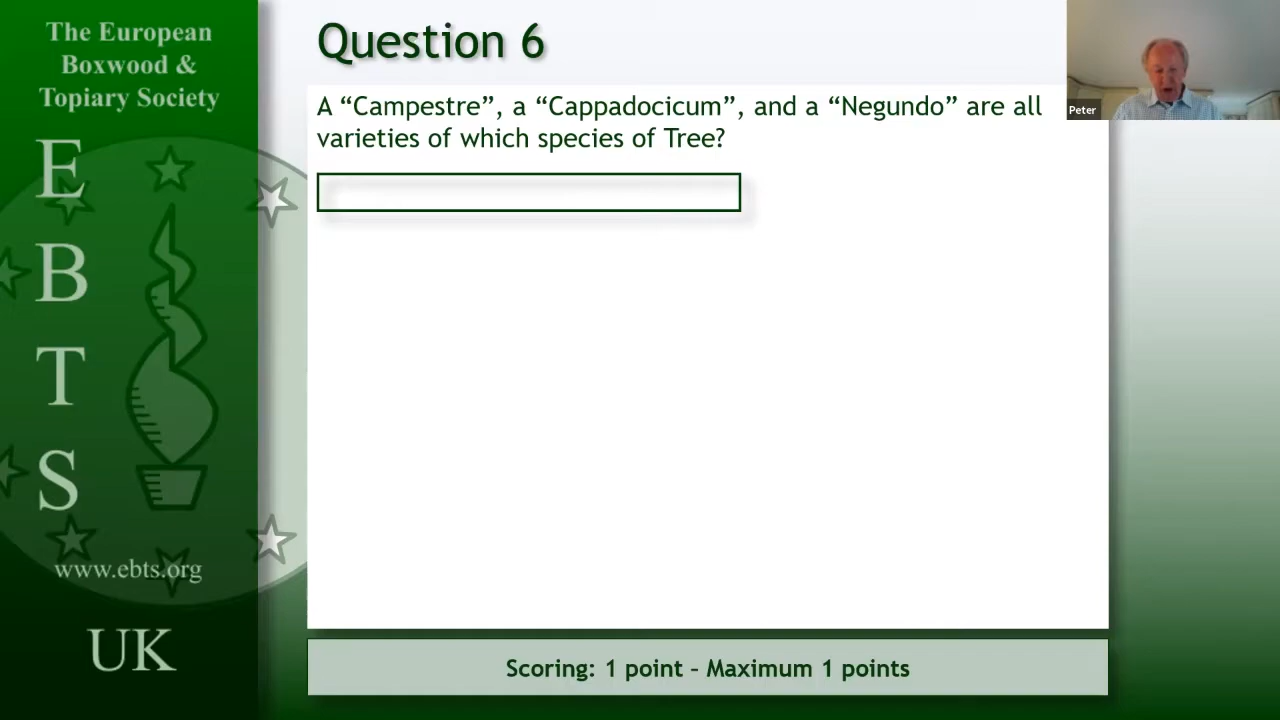 The European
Boxwood &
Topiary Society
E
B
T
S
www.ebts.org
UK
Question 6
A “Campestre”, a “Cappadocicum”, and a “Negundo” are all
varieties of which species of Tree?
Scoring: 1 point – Maximum 1 points
Peter